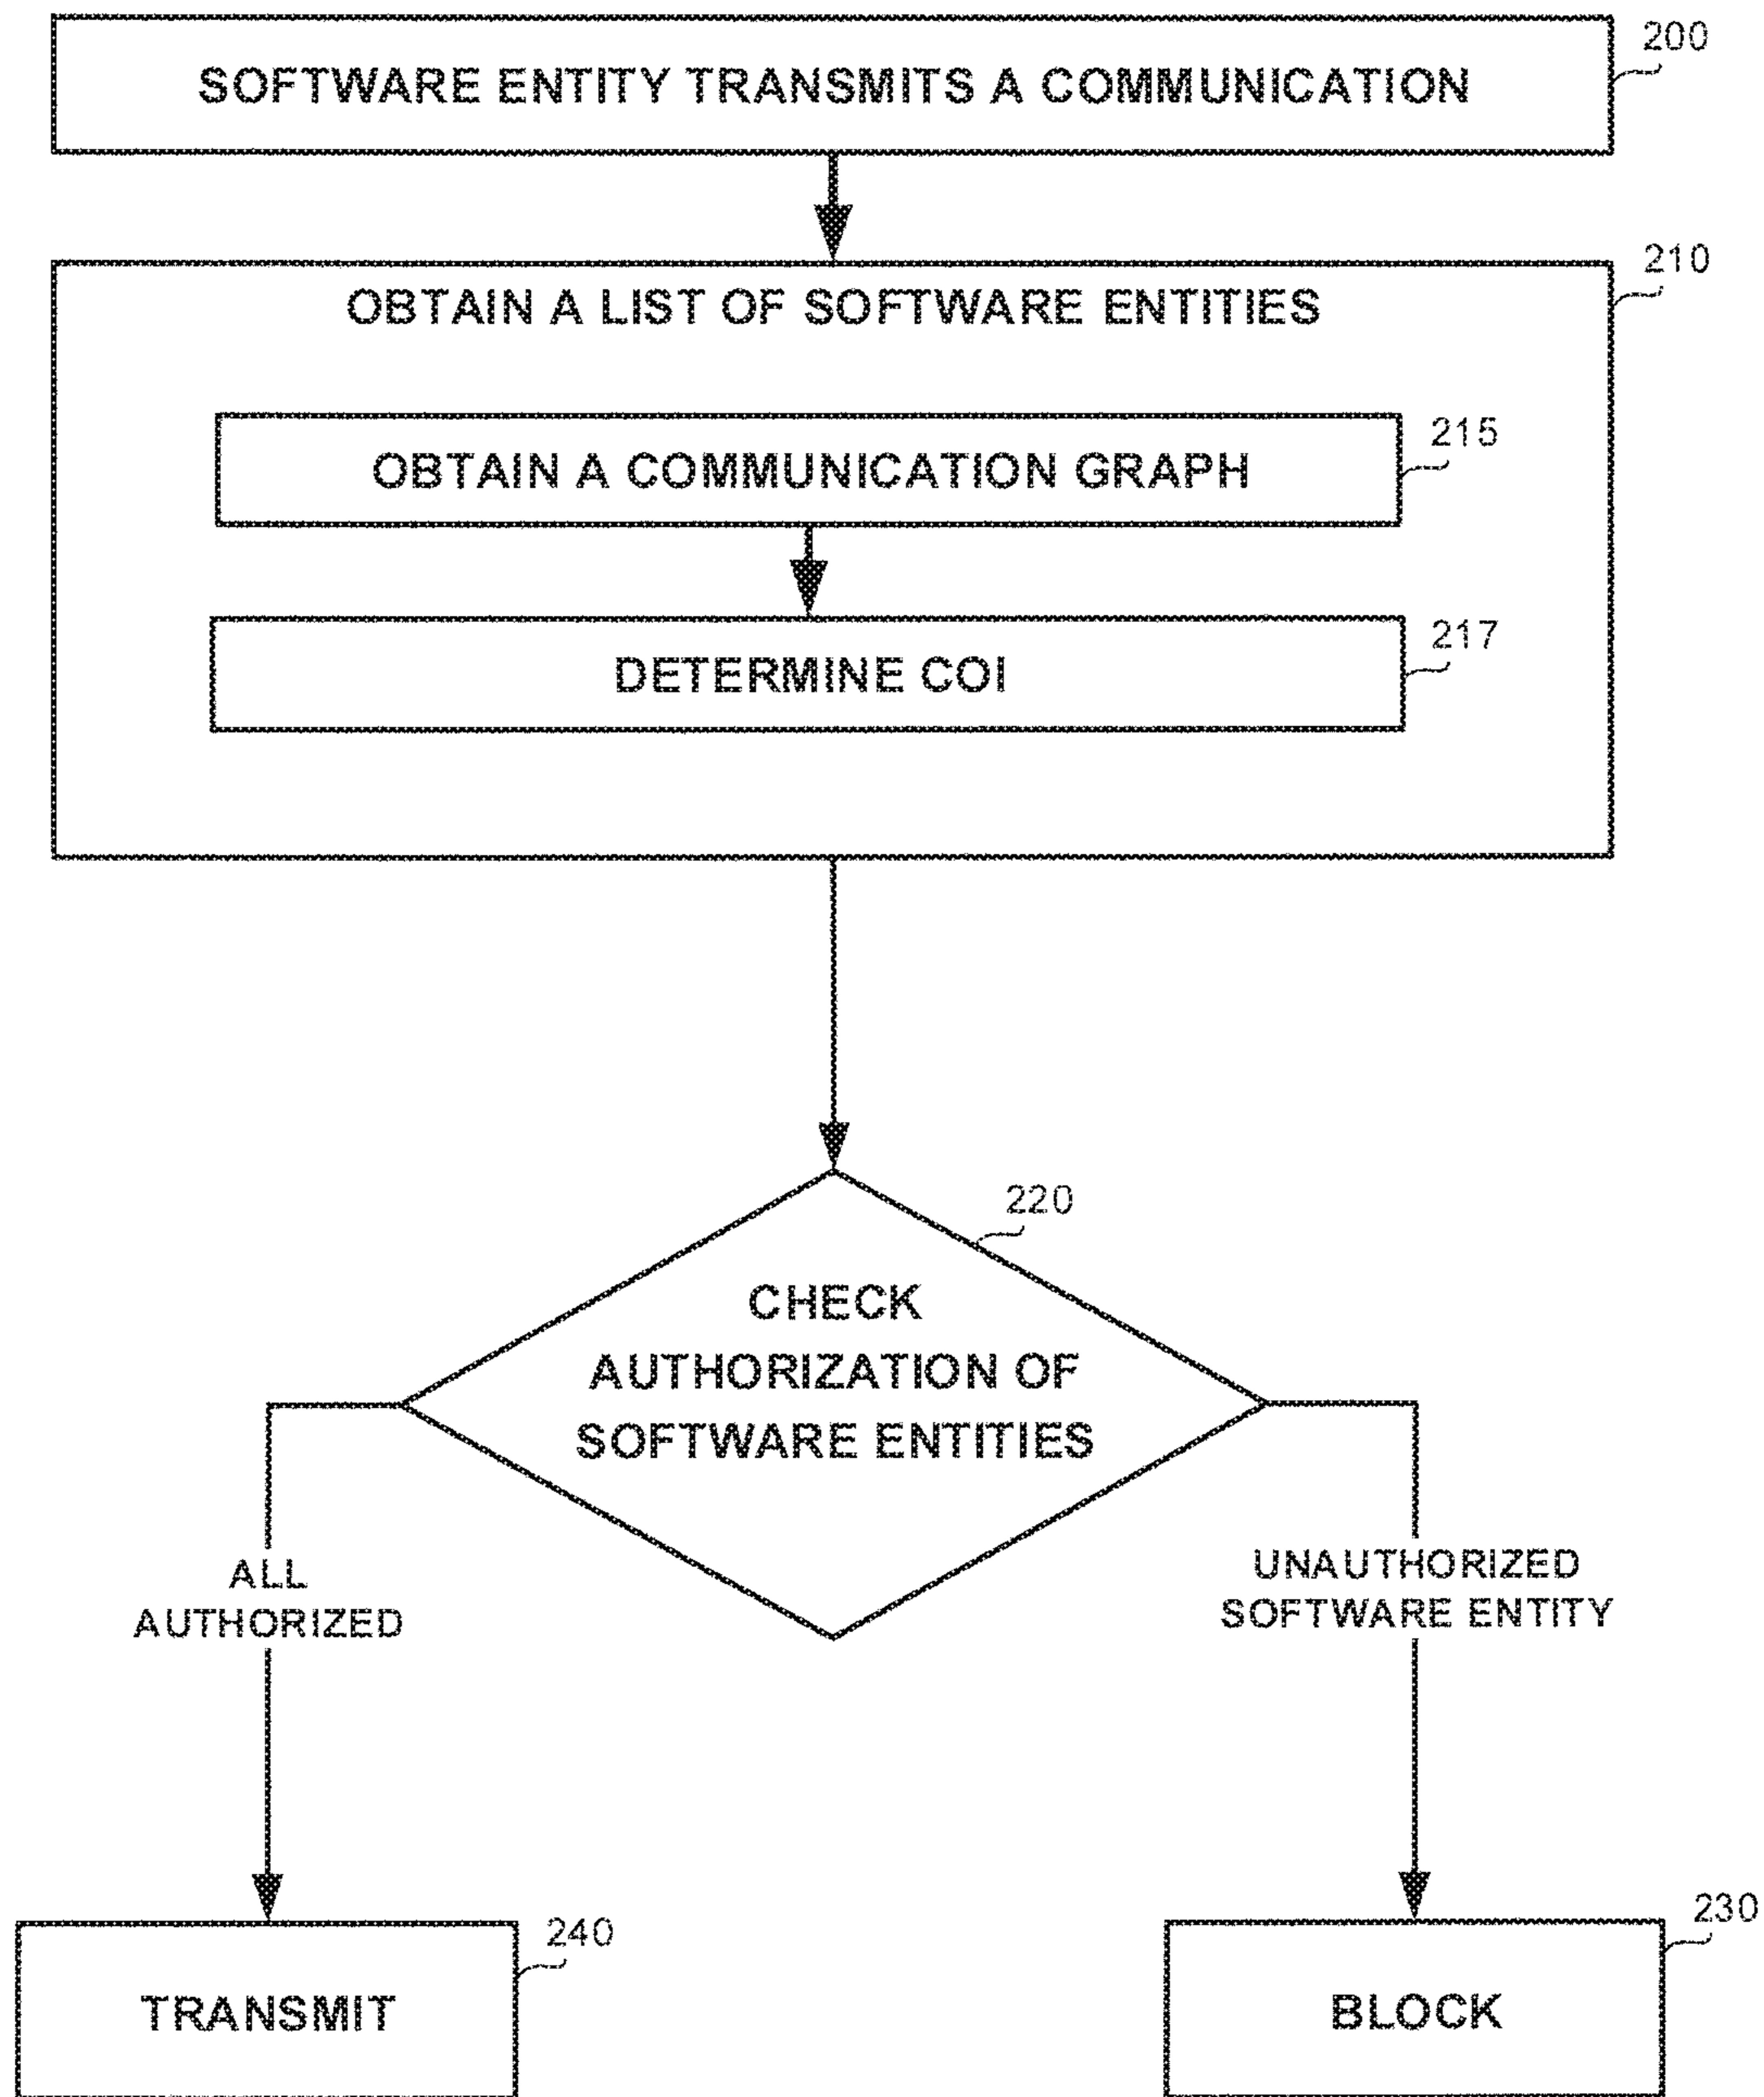 200
SOFTWARE ENTITY TRANSMITS A COMMUNICATION
210
OBTAIN A LIST OF SOFTWARE ENTITIES
215
OBTAIN A COMMUNICATION GRAPH
217
DETERMINE COI
220
CHECK
AUTHORIZATION OF
SOFTWARE ENTITIES
ALL
AUTHORIZED
UNAUTHORIZED
SOFTWARE ENTITY
240
TRANSMIT
230
BLOCK